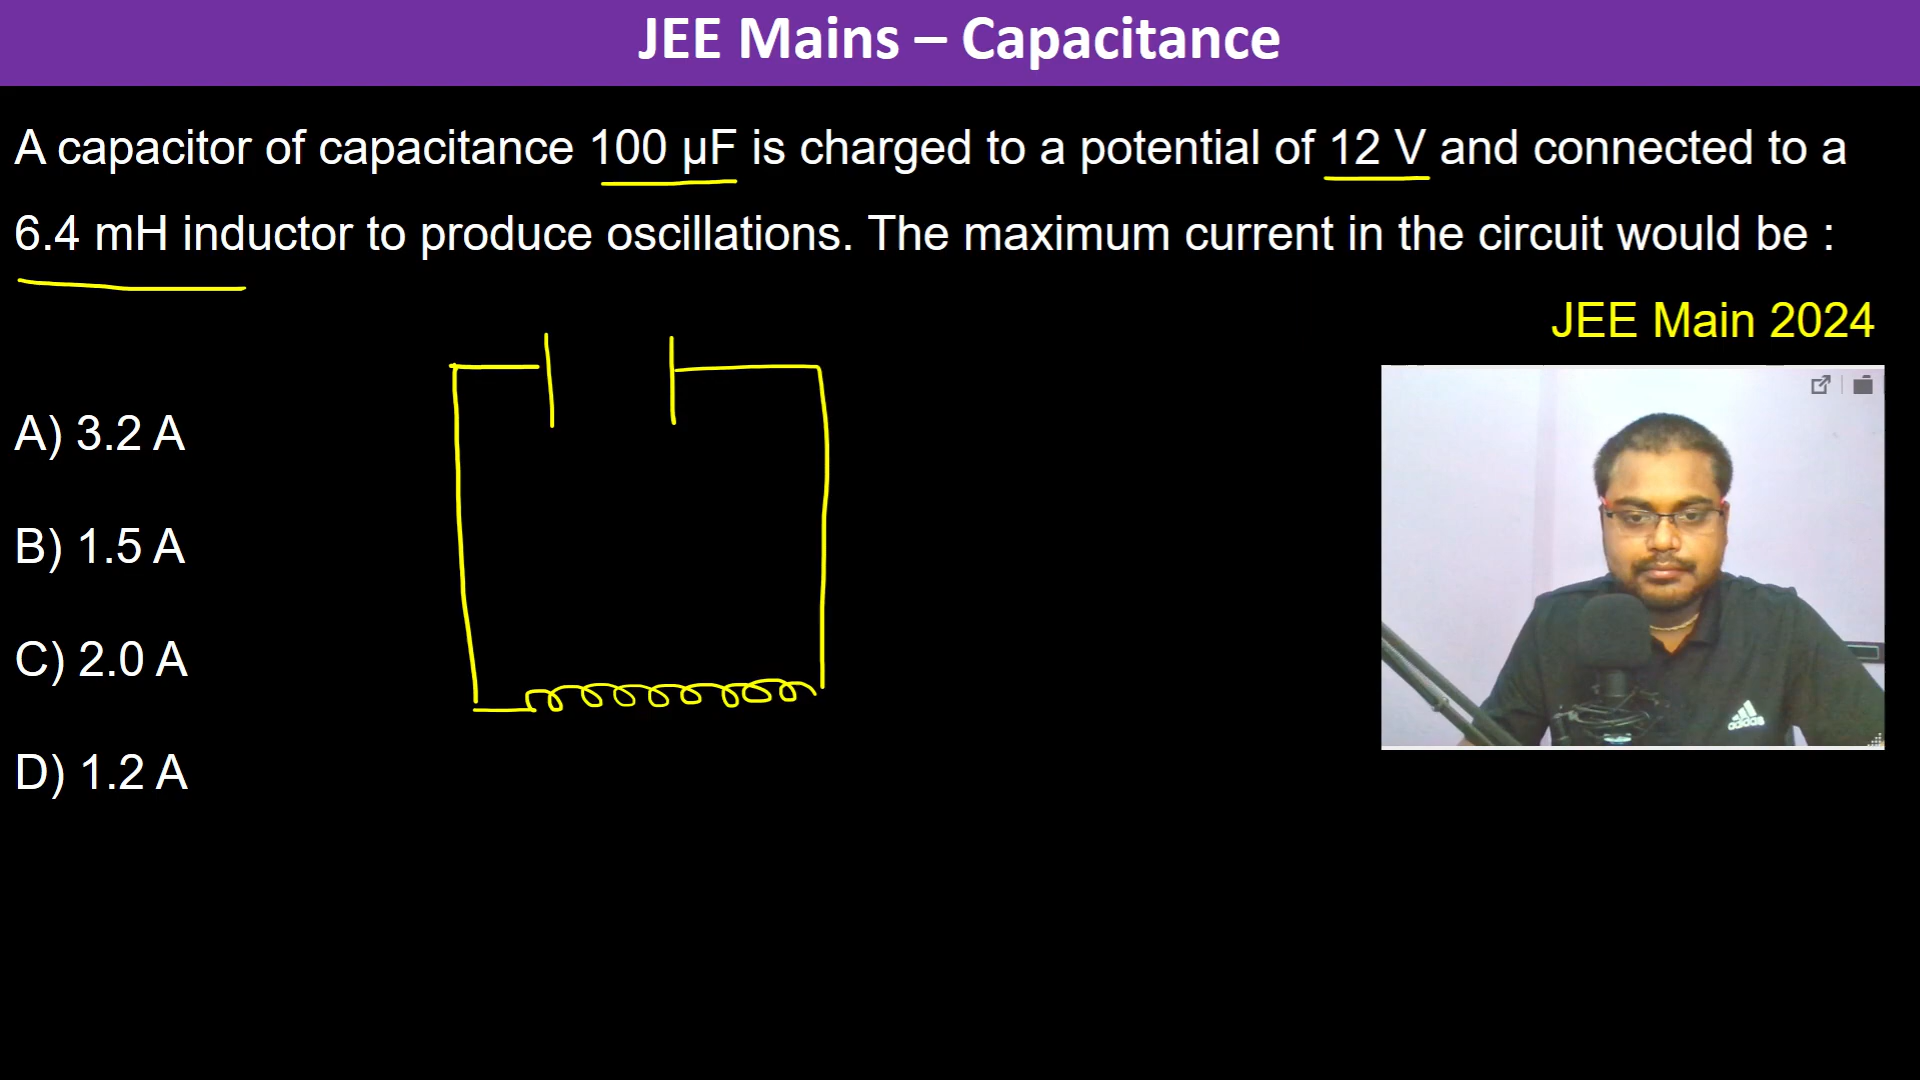 JEE Mains – Capacitance
A capacitor of capacitance 100 µF is charged to a potential of 12 V and connected to a
6.4 mH inductor to produce oscillations. The maximum current in the circuit would be :
JEE Main 2024
A) 3.2 A
B) 1.5 A
C) 2.0 A
D) 1.2 A
adidas